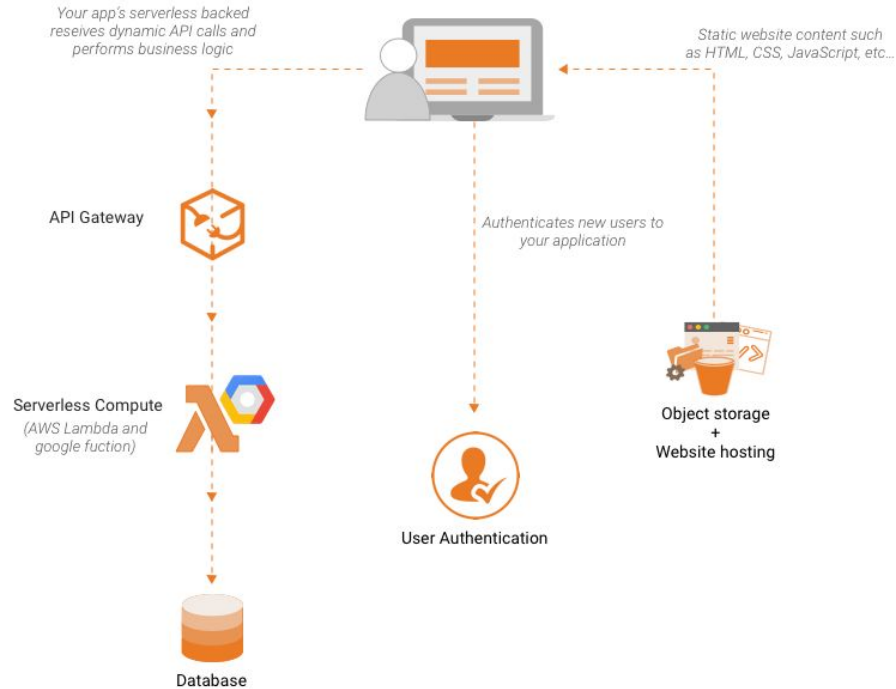 Your app's serverless backed
reseives dynamic API calls and
performs business logic
Static website content such
as HTML, CSS, JavaScript, etc...
API Gateway
Authenticates new users to
your application
Serverless Compute
(AWS Lambda and
google fuction)
Object storage
+
Website hosting
User Authentication
Database